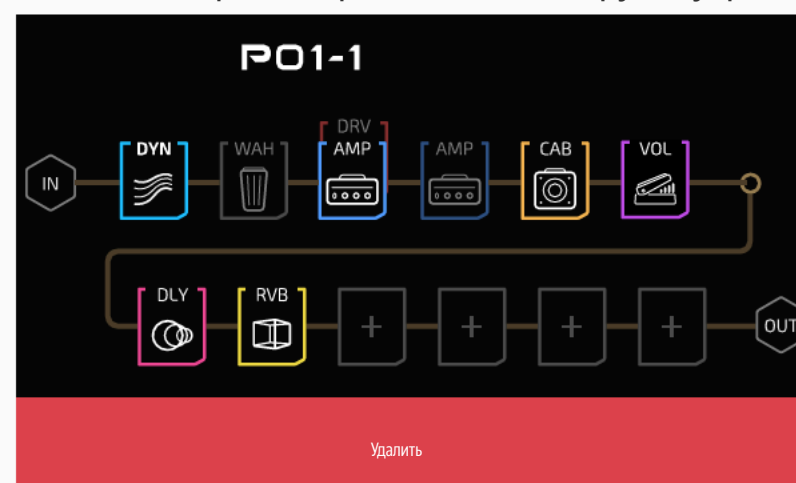 P01-1
DRV
DYN WAH AMP AMP CAB VOL
IN
DLY RVB
+ + + +
OUT
Удалить